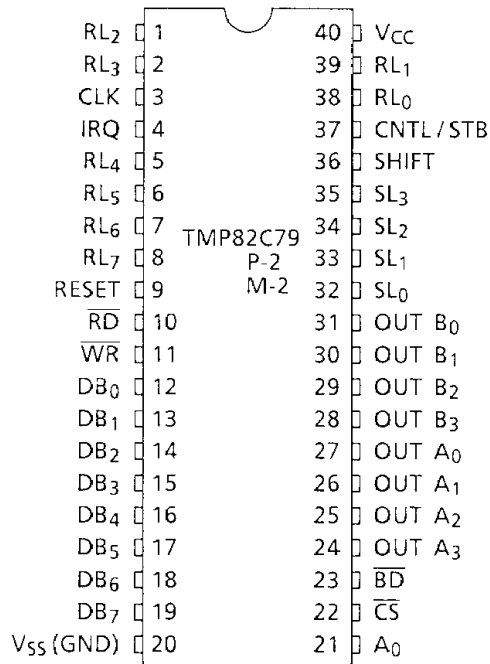 RL₂ 1 40 VCC
RL₃ 2 39 RL₁
CLK 3 38 RL₀
IRQ 4 37 CNTL/STB
RL₄ 5 36 SHIFT
RL₅ 6 35 SL₃
RL₆ 7 34 SL₂
TMP82C79
RL₇ 8 33 SL₁
P-2
M-2
RESET 9 32 SL₀
R̅D̅ 10 31 OUT B₀
W̅R̅ 11 30 OUT B₁
DB₀ 12 29 OUT B₂
DB₁ 13 28 OUT B₃
DB₂ 14 27 OUT A₀
DB₃ 15 26 OUT A₁
DB₄ 16 25 OUT A₂
DB₅ 17 24 OUT A₃
DB₆ 18 23 B̅D̅
DB₇ 19 22 C̅S̅
VSS (GND) 20 21 A₀